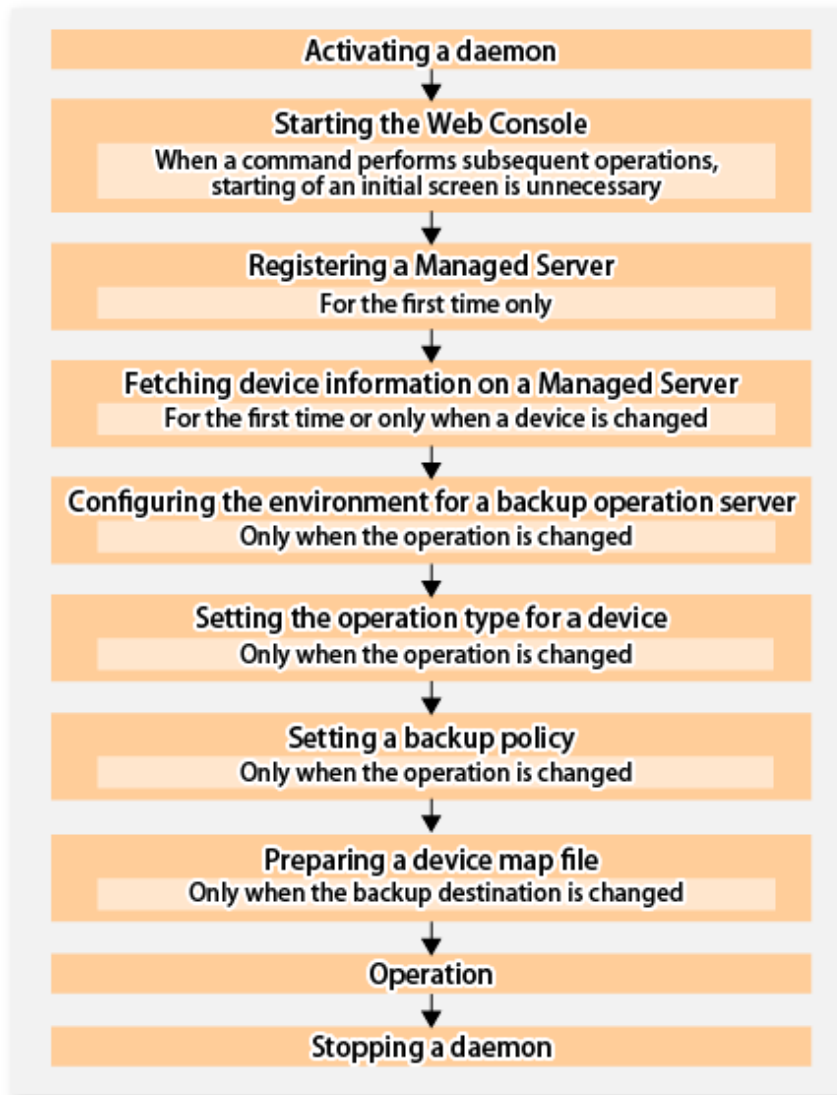 Activating a daemon
Starting the Web Console
When a command performs subsequent operations,
starting of an initial screen is unnecessary
Registering a Managed Server
For the first time only
Fetching device information on a Managed Server
For the first time or only when a device is changed
Configuring the environment for a backup operation server
Only when the operation is changed
Setting the operation type for a device
Only when the operation is changed
Setting a backup policy
Only when the operation is changed
Preparing a device map file
Only when the backup destination is changed
Operation
Stopping a daemon